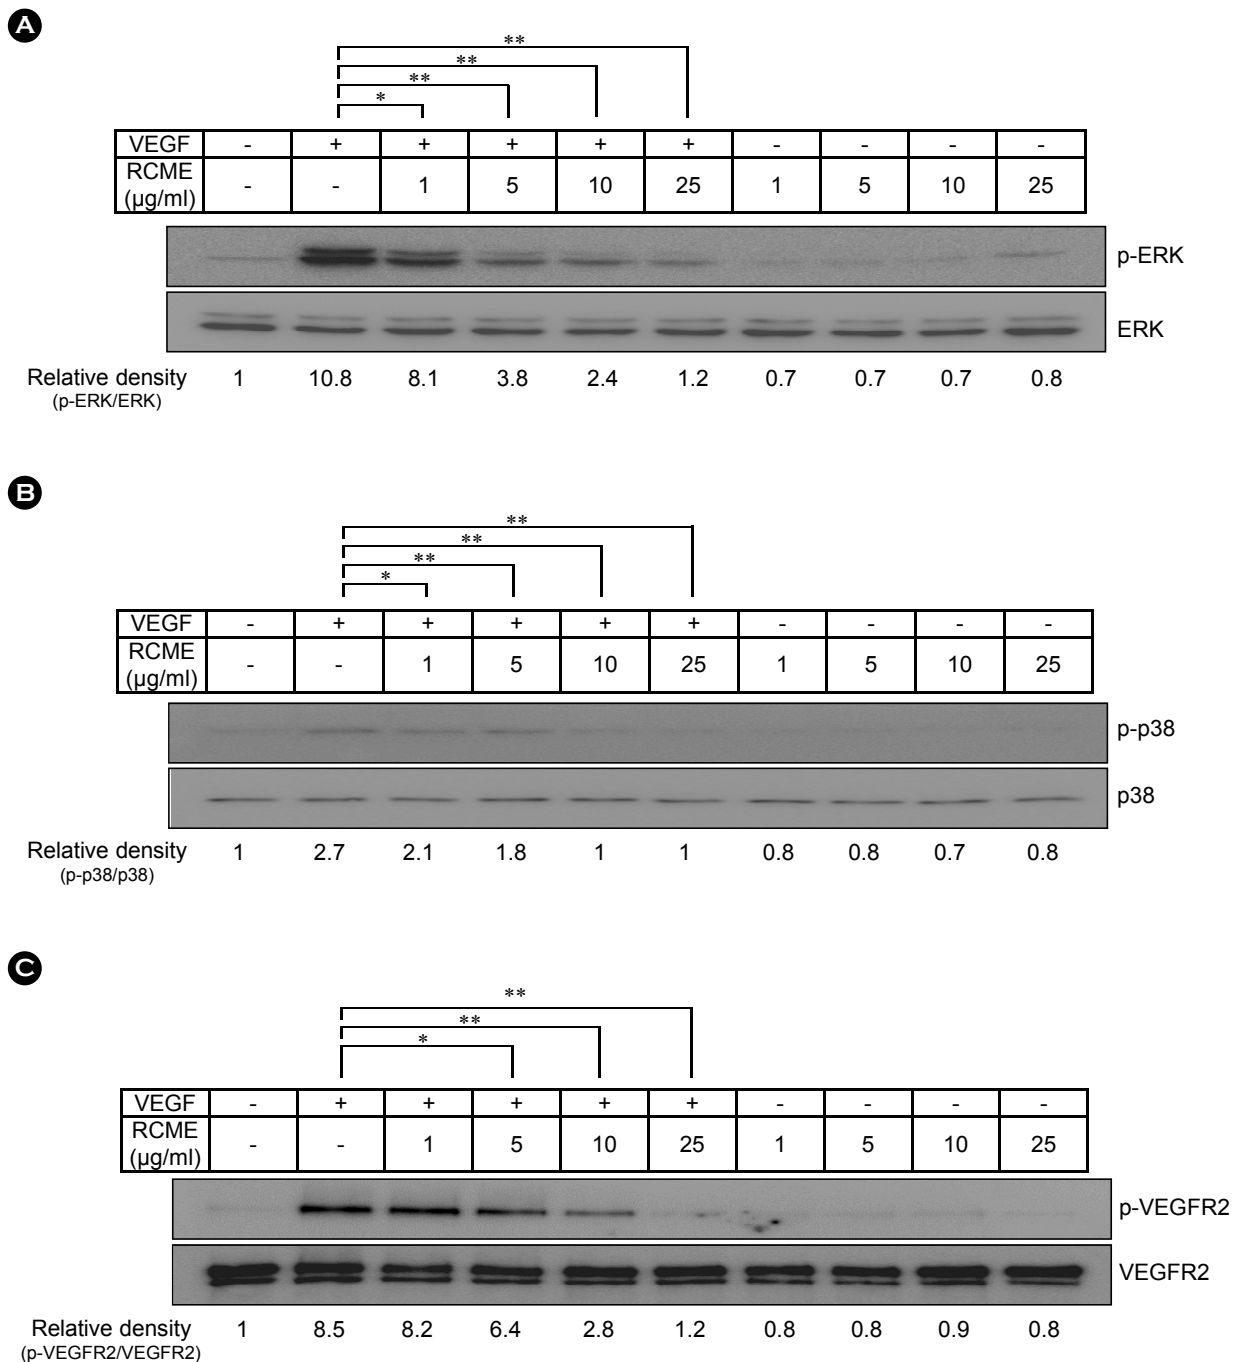 A
**
**
**
*
VEGF - + + + + + - - - -
RCME (µg/ml) - - 1 5 10 25 1 5 10 25
p-ERK
ERK
Relative density 1 10.8 8.1 3.8 2.4 1.2 0.7 0.7 0.7 0.8
(p-ERK/ERK)
B
**
**
**
*
VEGF - + + + + + - - - -
RCME (µg/ml) - - 1 5 10 25 1 5 10 25
p-p38
p38
Relative density 1 2.7 2.1 1.8 1 1 0.8 0.8 0.7 0.8
(p-p38/p38)
C
**
**
*
VEGF - + + + + + - - - -
RCME (µg/ml) - - 1 5 10 25 1 5 10 25
p-VEGFR2
VEGFR2
Relative density 1 8.5 8.2 6.4 2.8 1.2 0.8 0.8 0.9 0.8
(p-VEGFR2/VEGFR2)